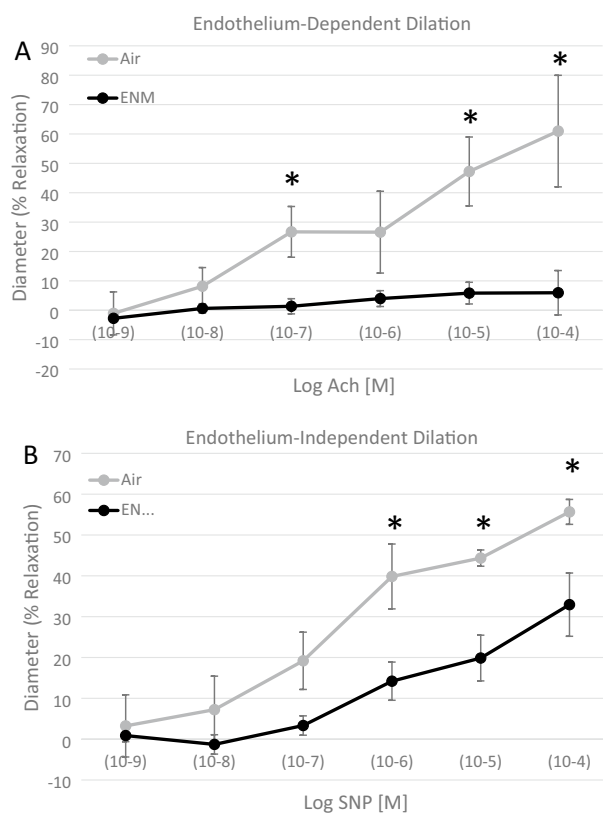 Endothelium-Dependent Dilation
A
90
80
70
60
50
40
30
20
10
0
-10
-20
Diameter (% Relaxation)
Air
ENM
*
*
*
(10-9) (10-8) (10-7) (10-6) (10-5) (10-4)
Log Ach [M]
Endothelium-Independent Dilation
B
70
60
50
40
30
20
10
0
-10
Diameter (% Relaxation)
Air
EN...
*
*
*
(10-9) (10-8) (10-7) (10-6) (10-5) (10-4)
Log SNP [M]